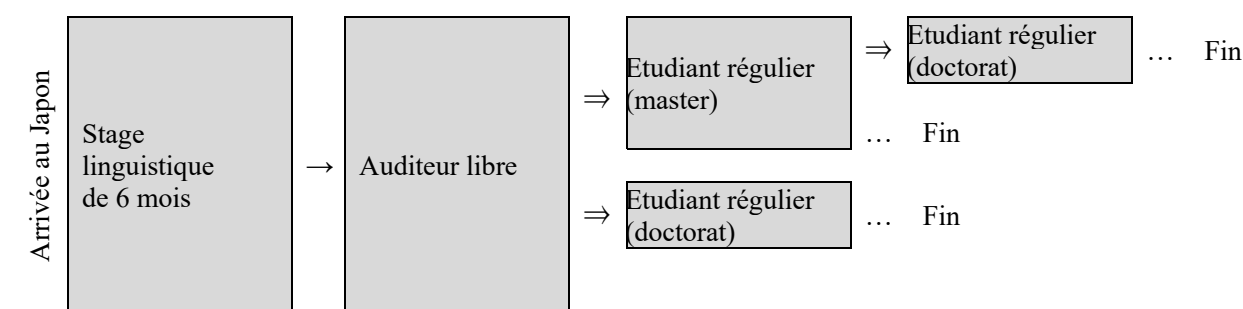 Arrivée au Japon
Stage
linguistique
de 6 mois
→
Auditeur libre
⇒
Etudiant régulier
(master)
⇒
Etudiant régulier
(doctorat)
… Fin
… Fin
⇒
Etudiant régulier
(doctorat)
… Fin